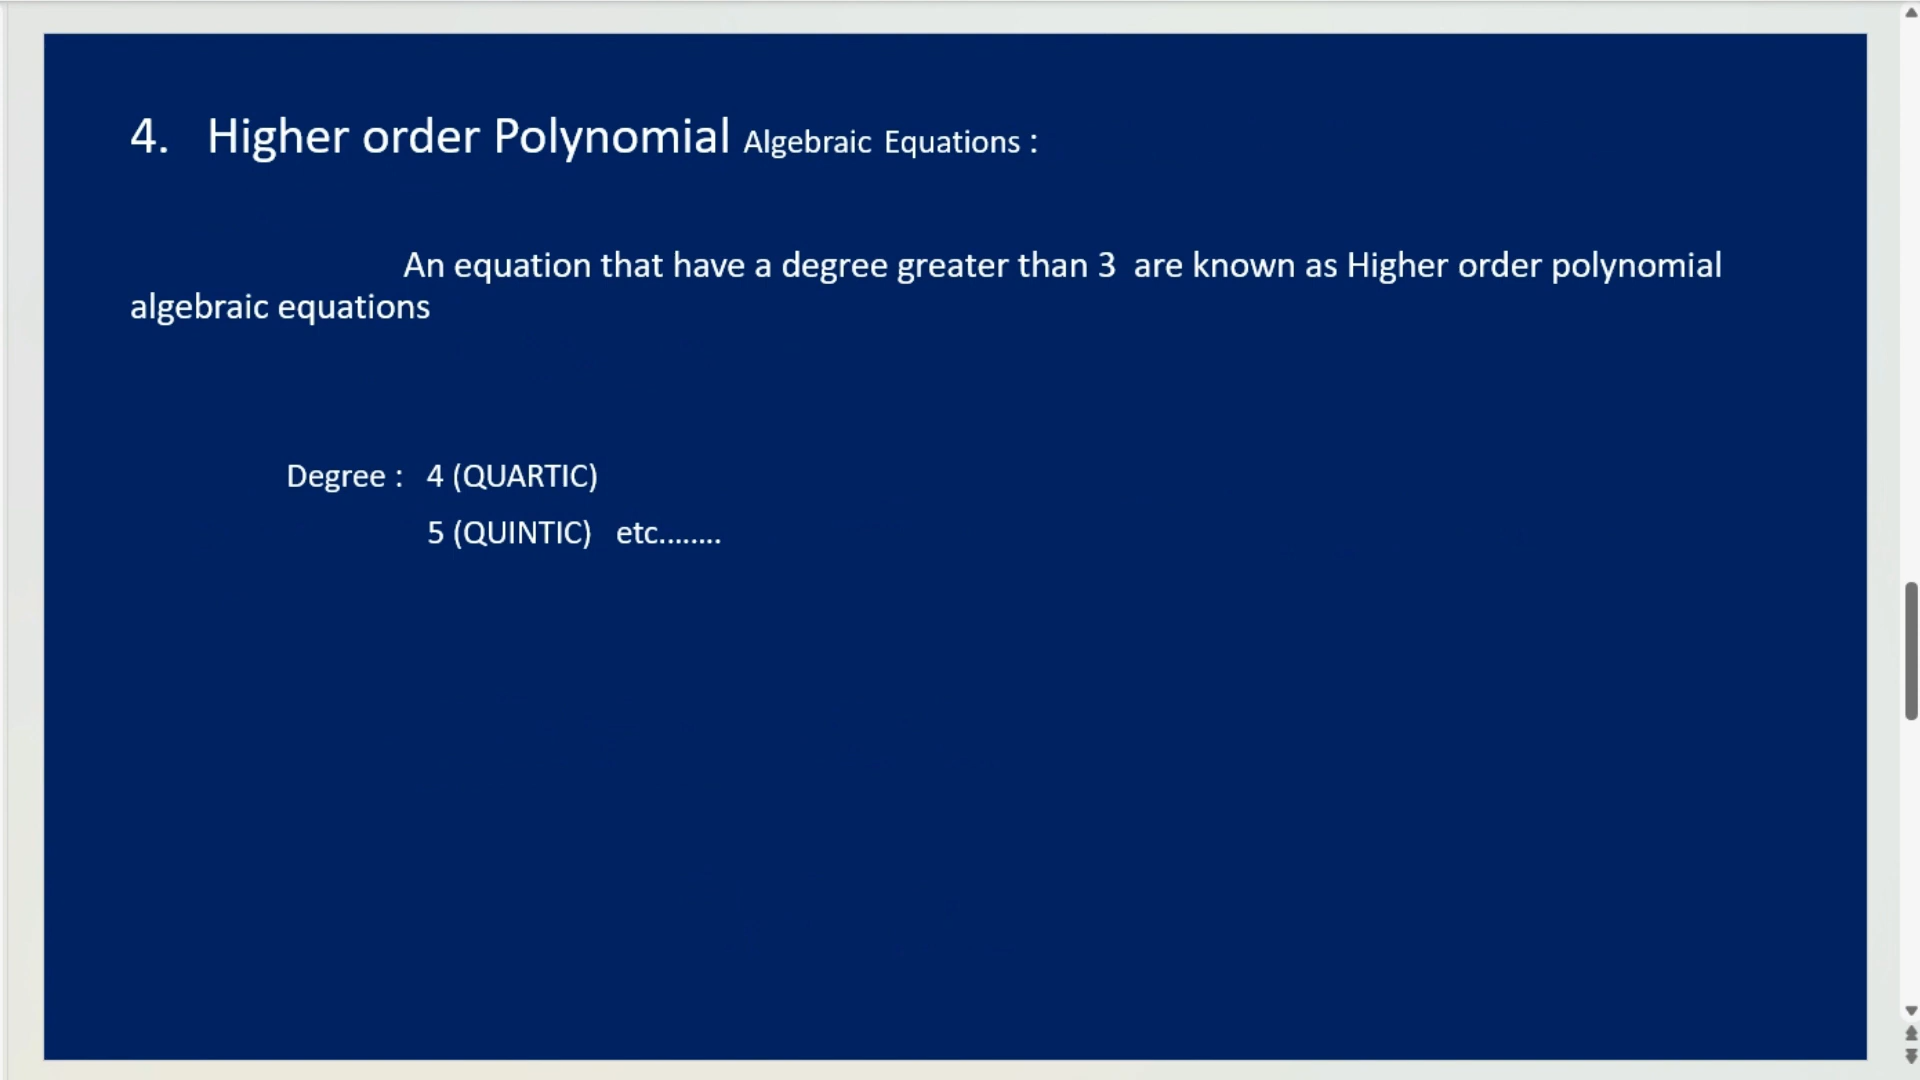 4. Higher order Polynomial Algebraic Equations :
An equation that have a degree greater than 3 are known as Higher order polynomial
algebraic equations
Degree : 4 (QUARTIC)
5 (QUINTIC) etc........